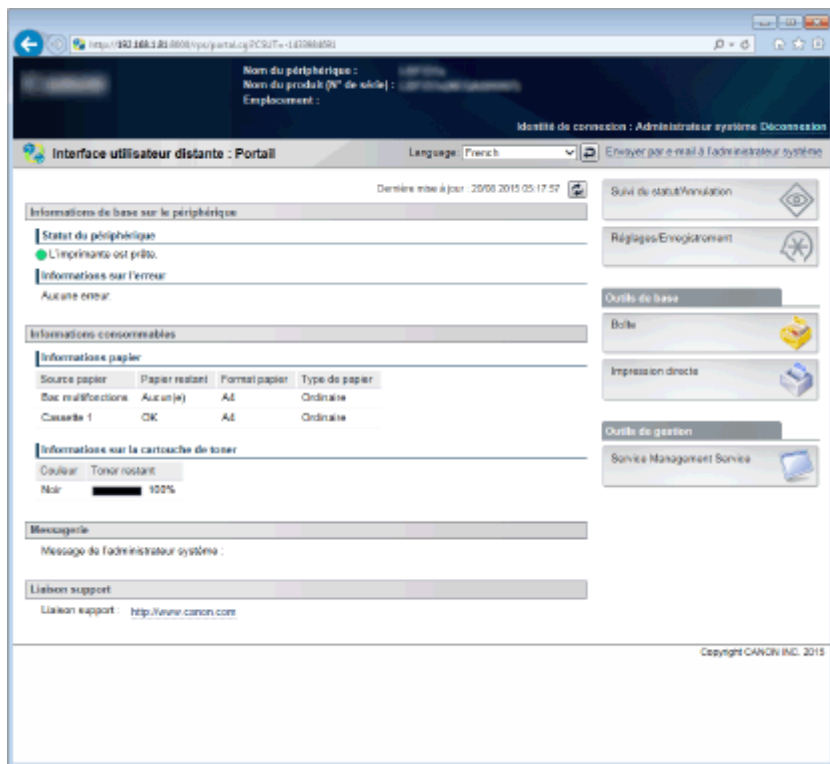 Nom du périphérique :
Nom du produit (N° de série) :
Emplacement :
Identité de connexion : Administrateur système Déconnexion
Interface utilisateur distante : Portail
Language: French
Envoyer par e-mail à l'administrateur système
Dernière mise à jour : 05:17:57
Informations de base sur le périphérique
Statut du périphérique
L'imprimante est prête.
Informations sur l'erreur
Aucune erreur.
Informations consommables
Informations papier
Source papier Papier restant Format papier Type de papier
Bac multifonctions Aucun(e) A4 Ordinaire
Cassette 1 OK A4 Ordinaire
Informations sur la cartouche de toner
Couleur Toner restant
Noir 100%
Messagerie
Message de l'administrateur système :
Liaison support
Liaison support : http://www.canon.com
Suivi du statut/Annulation
Réglages/Enregistrement
Outils de base
Boîte
Impression directe
Outils de gestion
Service Management Service
Copyright CANON INC. 2015